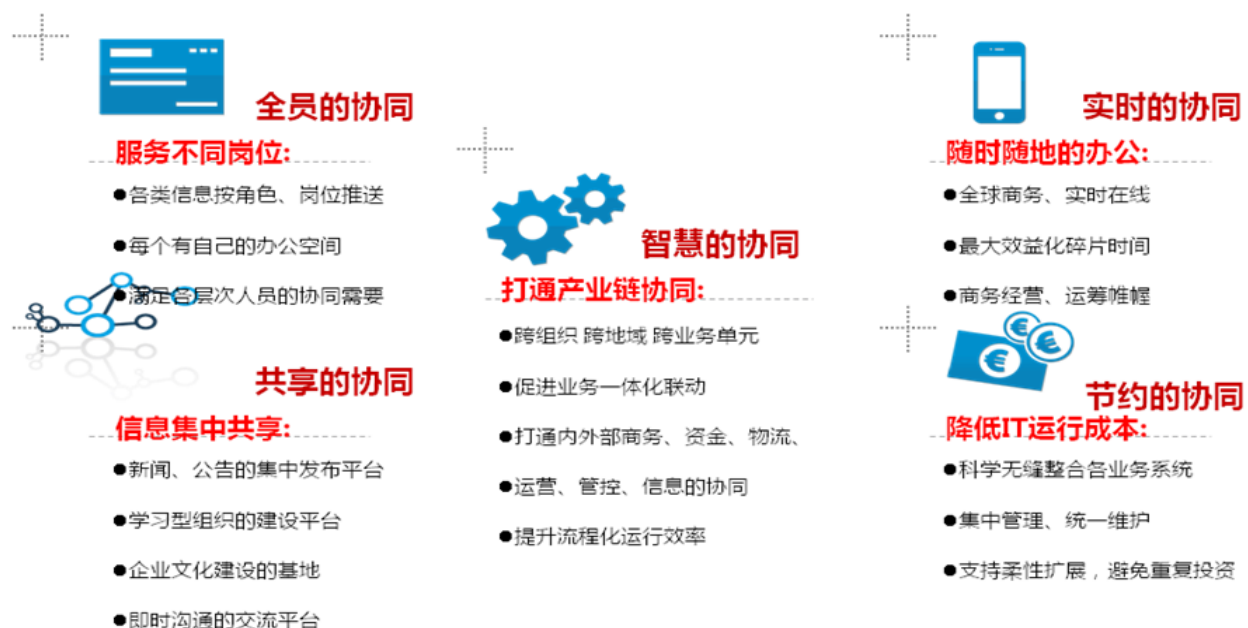 全员的协同
服务不同岗位:
●各类信息按角色、岗位推送
●每个有自己的办公空间
●满足各层次人员的协同需要
共享的协同
信息集中共享:
●新闻、公告的集中发布平台
●学习型组织的建设平台
●企业文化建设的基地
●即时沟通的交流平台
智慧的协同
打通产业链协同:
●跨组织 跨地域 跨业务单元
●促进业务一体化联动
●打通内外部商务、资金、物流、
●运营、管控、信息的协同
●提升流程化运行效率
实时的协同
随时随地的办公:
●全球商务、实时在线
●最大效益化碎片时间
●商务经营、运筹帷幄
节约的协同
降低IT运行成本:
●科学无缝整合各业务系统
●集中管理、统一维护
●支持柔性扩展，避免重复投资